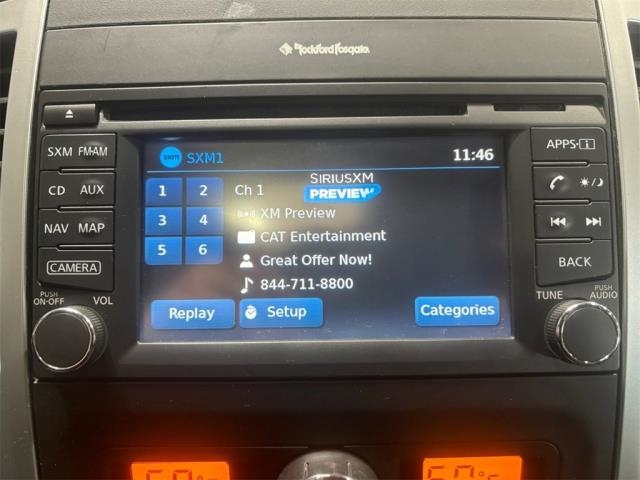 Rockford Fosgate
SXM FM-AM
CD AUX
NAV MAP
CAMERA
PUSH
ON·OFF VOL
sxm SXM1 11:46
1 2
3 4
5 6
Ch 1 SIRIUSXM
PREVIEW
XM Preview
CAT Entertainment
Great Offer Now!
844-711-8800
Replay Setup Categories
APPS· i
BACK
TUNE PUSH
AUDIO
°F